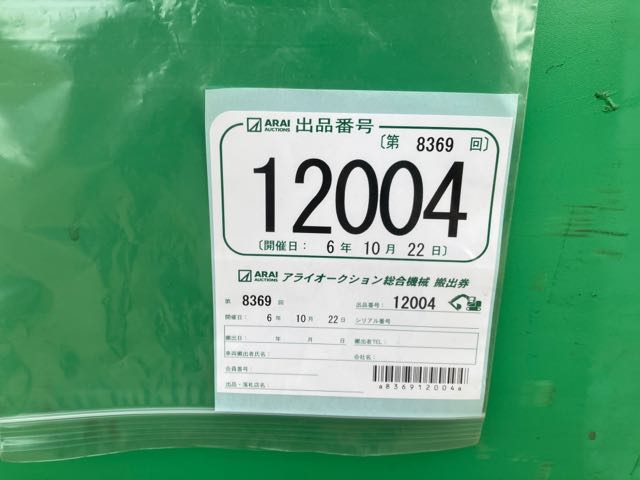 ARAI AUCTIONS 出品番号
〔第 8369 回〕
12004
〔開催日: 6 年 10 月 22 日〕
ARAI AUCTIONS アライオークション総合機械 搬出券
第 8369 回 出品番号: 12004
開催日: 6 年 10 月 22 日 シリアル番号
搬出日: 年 月 日 搬出者TEL:
車両搬出者氏名: 会社名:
会員番号:
出品・落札店名:
a836912004a